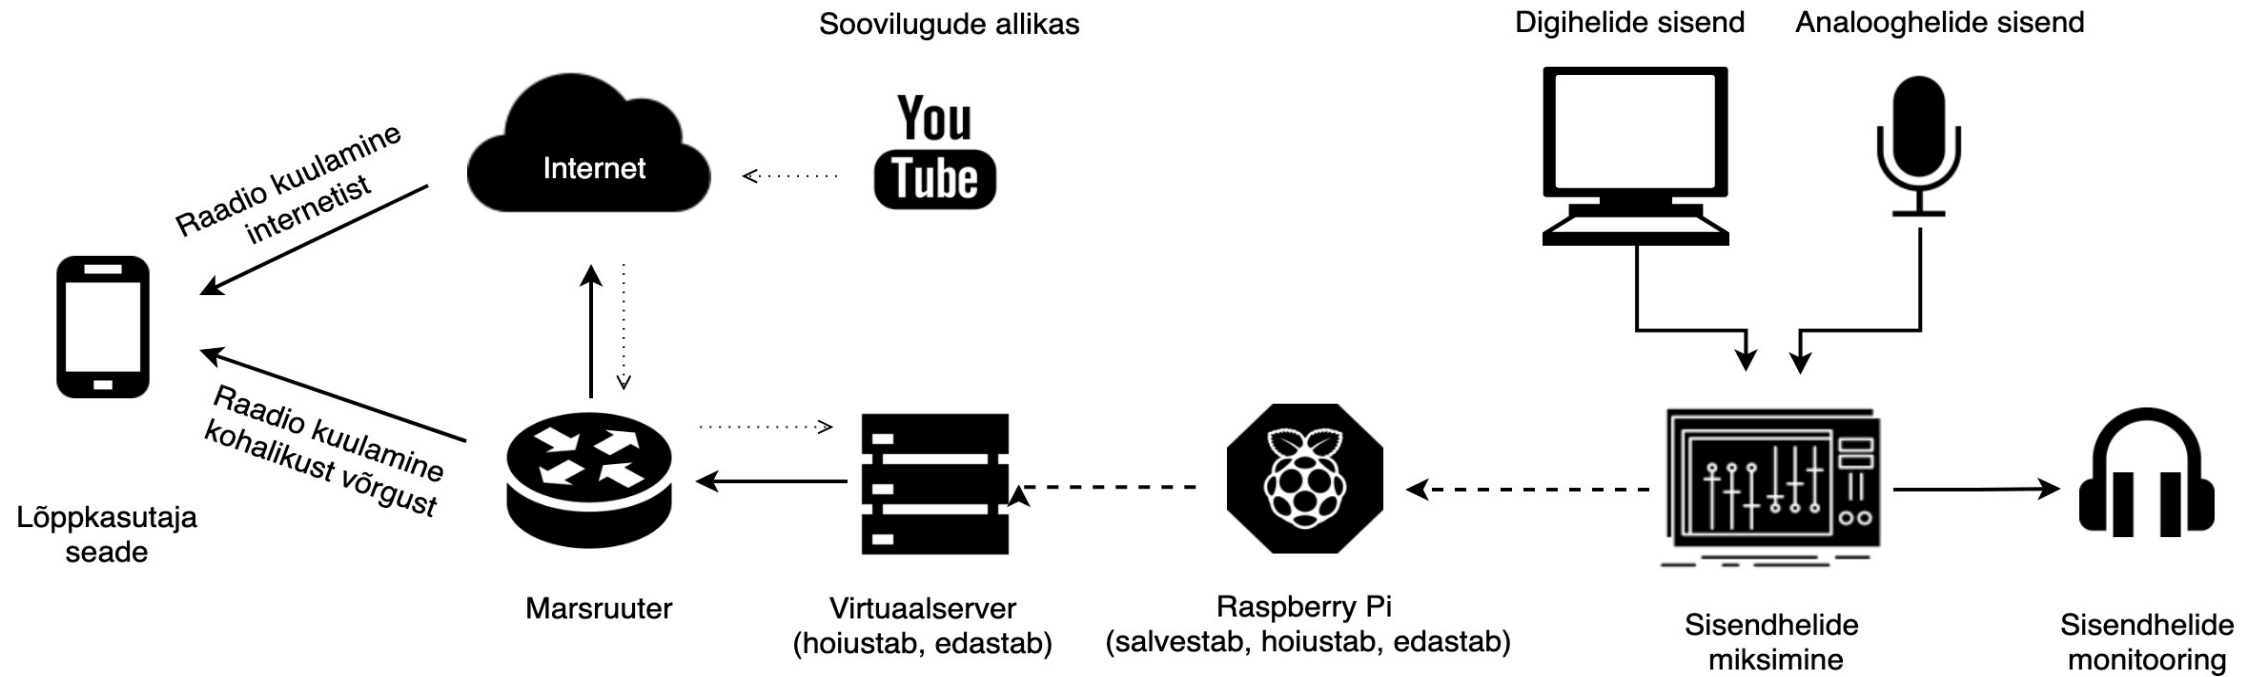 Soovilugude allikas
Digihelide sisend
Analooghelide sisend
You
Tube
Internet
Raadio kuulamine
internetist
Raadio kuulamine
kohalikust võrgust
Lõppkasutaja
seade
Marsruuter
Virtuaalserver
(hoiustab, edastab)
Raspberry Pi
(salvestab, hoiustab, edastab)
Sisendhelide
miksimine
Sisendhelide
monitooring